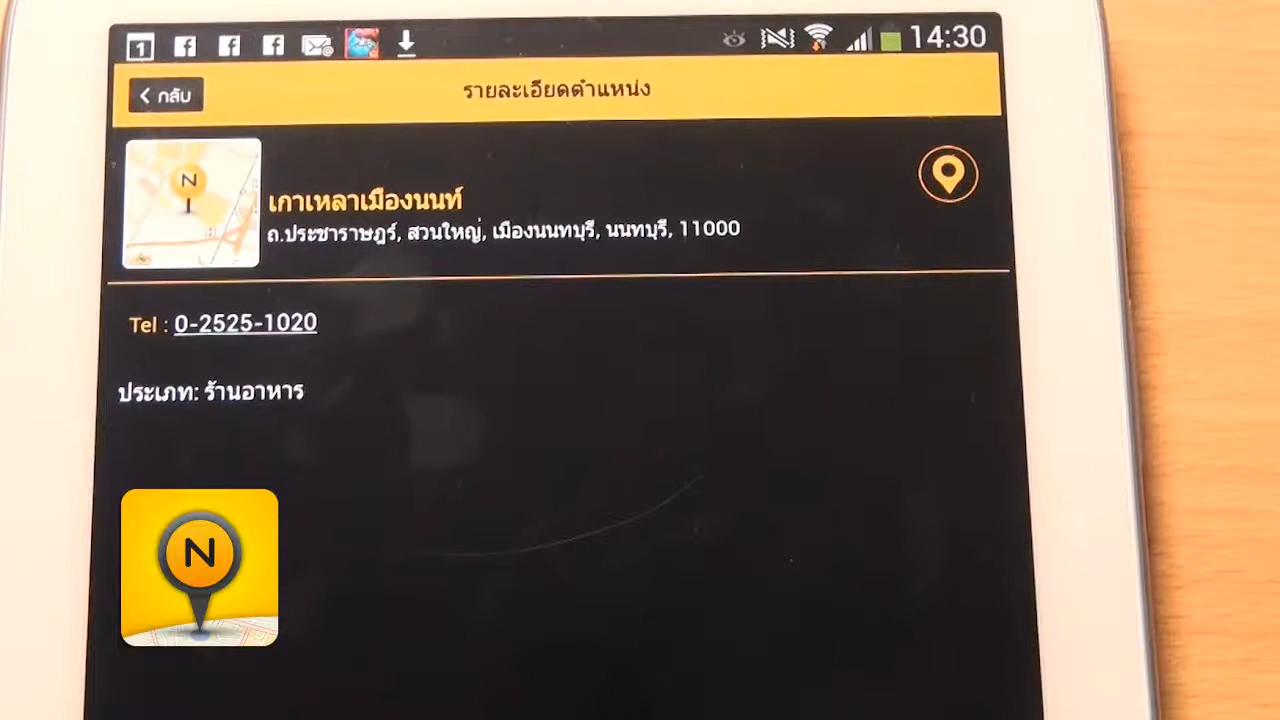 1
14:30
กลับ
รายละเอียดตำแหน่ง
N
เกาเหลาเมืองนนท์
ถ.ประชาราษฎร์, สวนใหญ่, เมืองนนทบุรี, นนทบุรี, 11000
Tel : 0-2525-1020
ประเภท: ร้านอาหาร
N